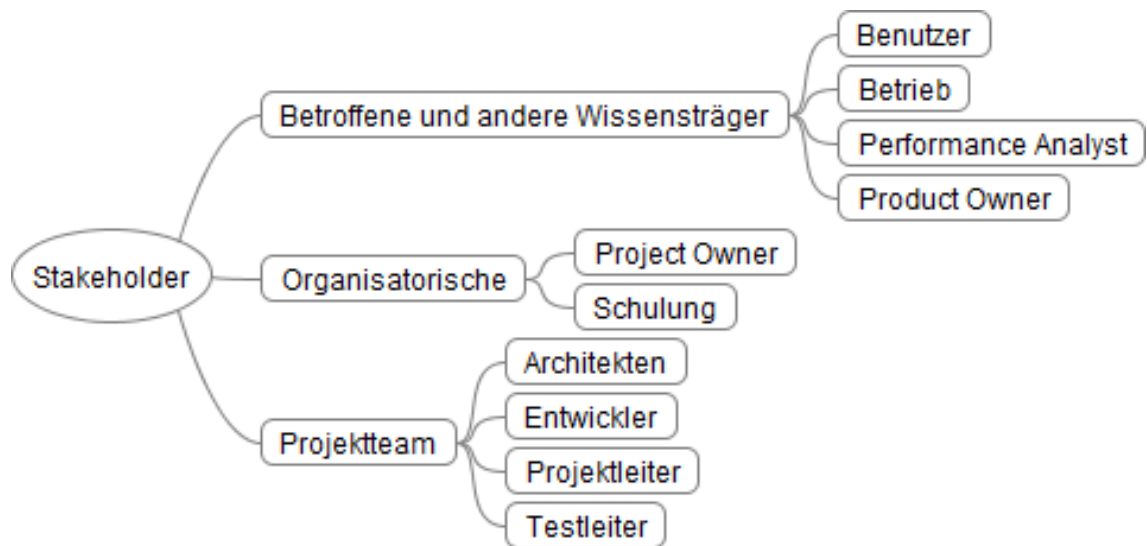 Stakeholder
Betroffene und andere Wissensträger
Benutzer
Betrieb
Performance Analyst
Product Owner
Organisatorische
Project Owner
Schulung
Projektteam
Architekten
Entwickler
Projektleiter
Testleiter